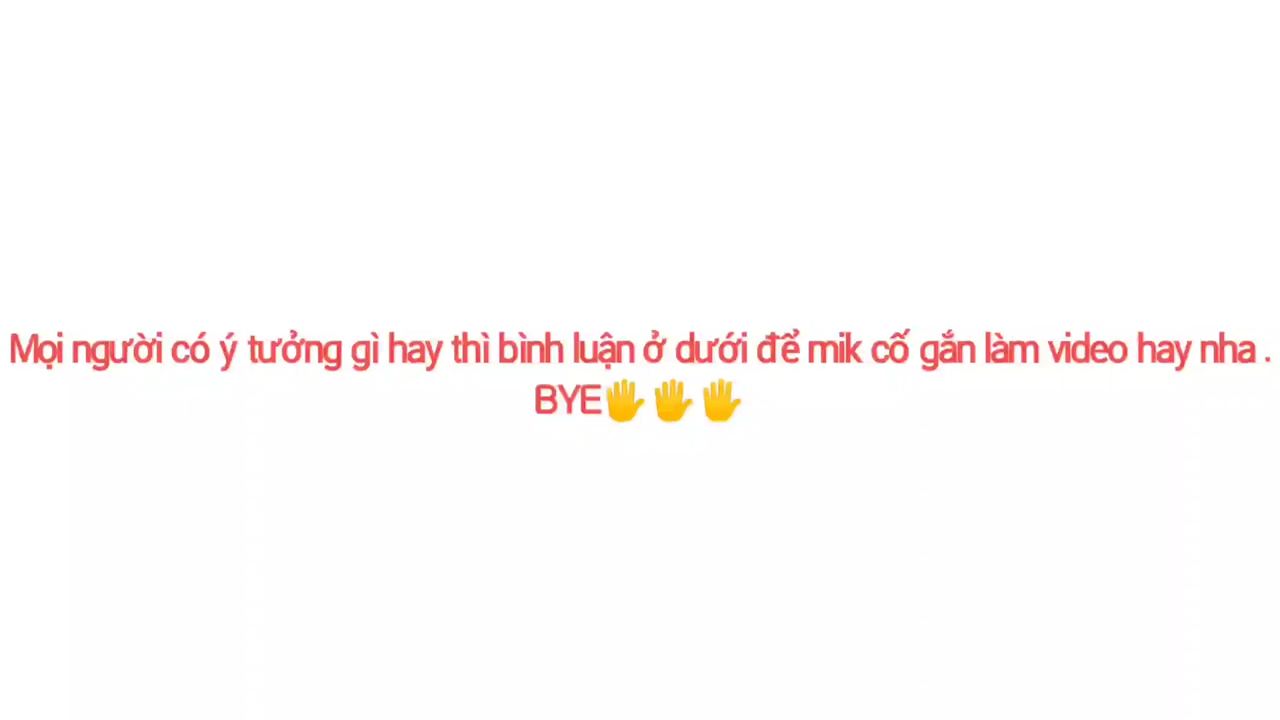 Mọi người có ý tưởng gì hay thì bình luận ở dưới để mik cố gắn làm video hay nha .
BYE🖐🖐🖐